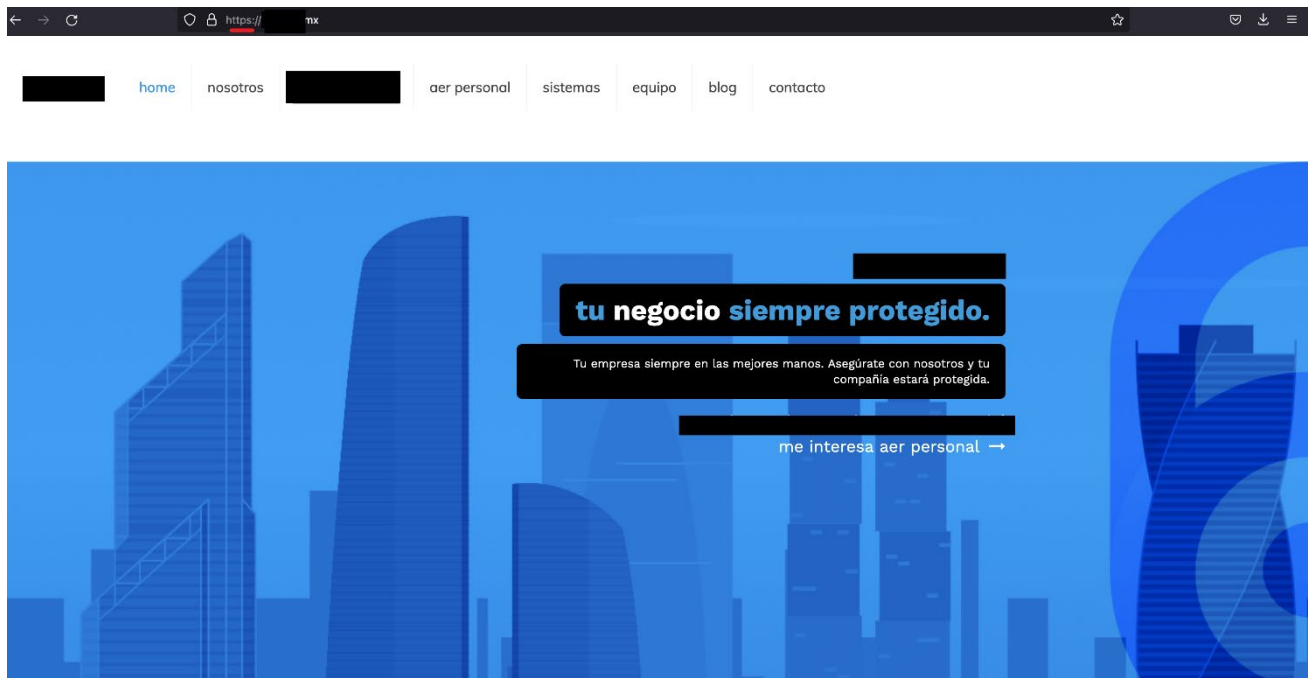 https:// mx
home nosotros aer personal sistemas equipo blog contacto
tu negocio siempre protegido.
Tu empresa siempre en las mejores manos. Asegúrate con nosotros y tu
compañía estará protegida.
me interesa aer personal →